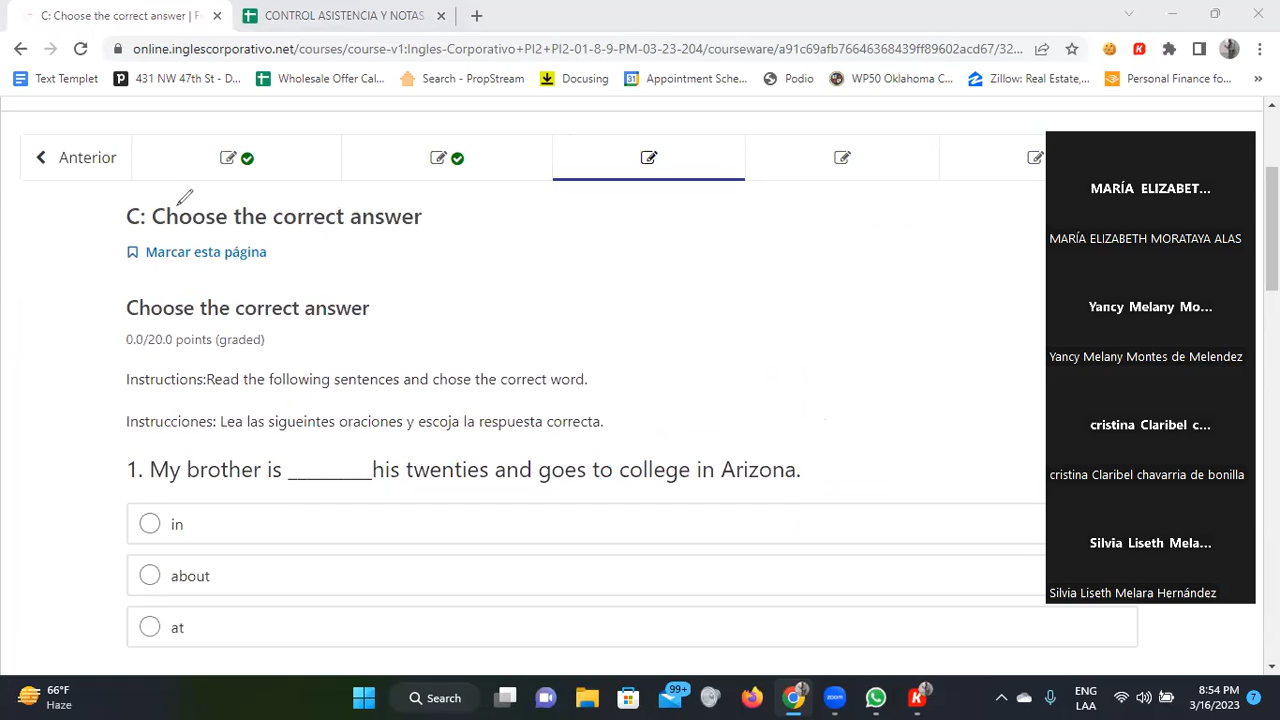 C: Choose the correct answer | F
CONTROL ASISTENCIA Y NOTAS
online.inglescorporativo.net/courses/course-v1:Ingles-Corporativo+PI2+PI2-01-8-9-PM-03-23-204/courseware/a91c69afb76646368439ff89602acd67/32...
Text Templet
431 NW 47th St - D...
Wholesale Offer Cal...
Search - PropStream
Docusing
Appointment Sche...
Podio
WP50 Oklahoma C...
Zillow: Real Estate,...
Personal Finance fo...
»
Anterior
C: Choose the correct answer
Marcar esta página
Choose the correct answer
0.0/20.0 points (graded)
Instructions:Read the following sentences and chose the correct word.
Instrucciones: Lea las sigueintes oraciones y escoja la respuesta correcta.
1. My brother is ________his twenties and goes to college in Arizona.
in
about
at
MARÍA ELIZABET...
MARÍA ELIZABETH MORATAYA ALAS
Yancy Melany Mo...
Yancy Melany Montes de Melendez
cristina Claribel c...
cristina Claribel chavarria de bonilla
Silvia Liseth Mela...
Silvia Liseth Melara Hernández
66°F
Haze
Search
99+
ENG
LAA
8:54 PM
3/16/2023
7